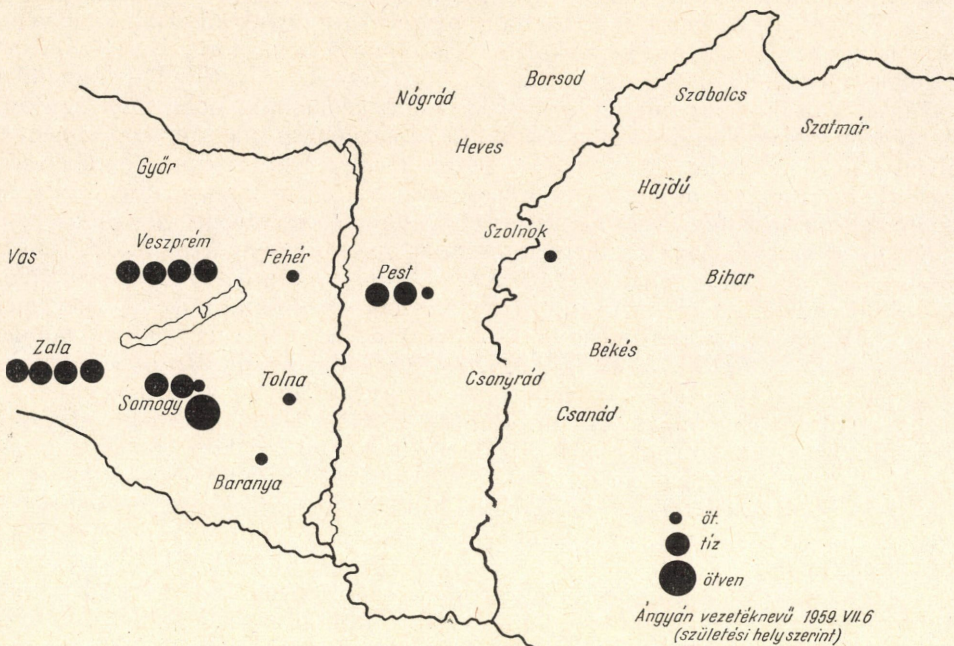 Borsod
Nógrád
Szabolcs
Szatmár
Heves
Győr
Hajdú
Szolnok
Veszprém
Vas
Fehér
Pest
Bihar
Zala
Békés
Tolna
Csonyrád
Somogy
Csanád
Baranya
öt.
tíz
ötven
Ángyán vezetéknevű 1959. VII. 6
(születési hely szerint)